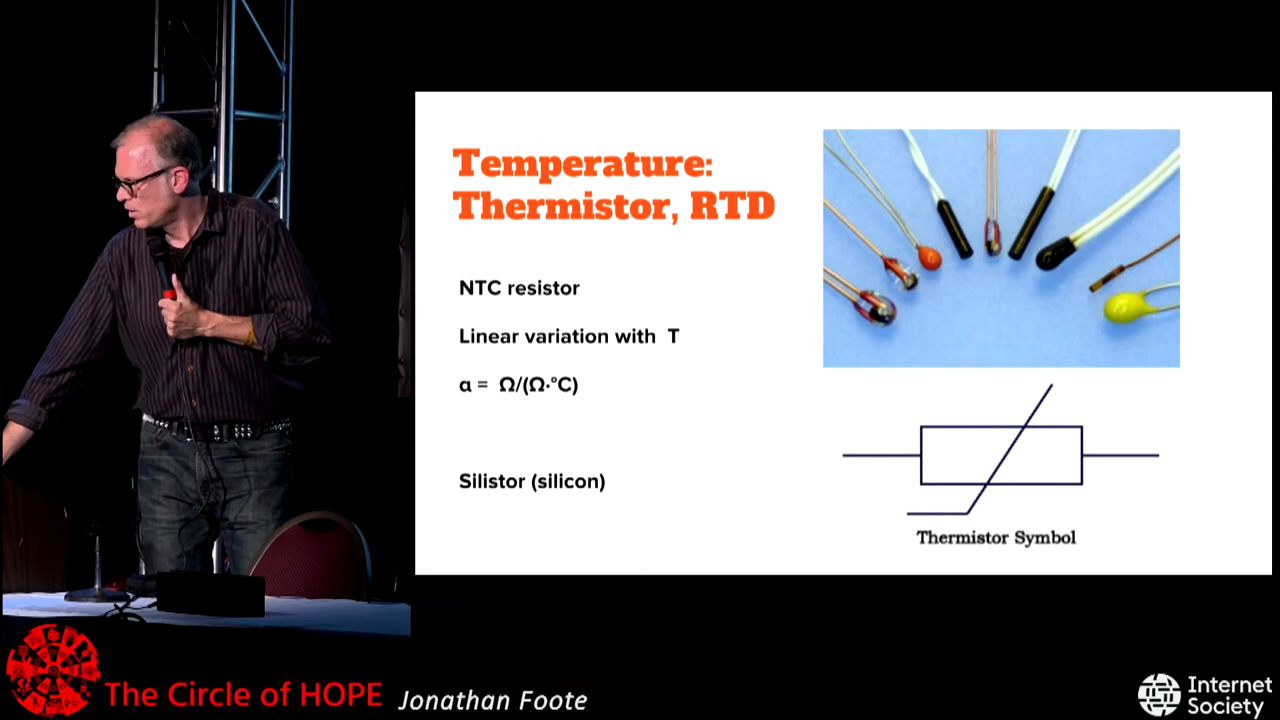 Temperature:
Thermistor, RTD
NTC resistor
Linear variation with T
α = Ω/(Ω·°C)
Silistor (silicon)
Thermistor Symbol
The Circle of HOPE
Jonathan Foote
Internet
Society